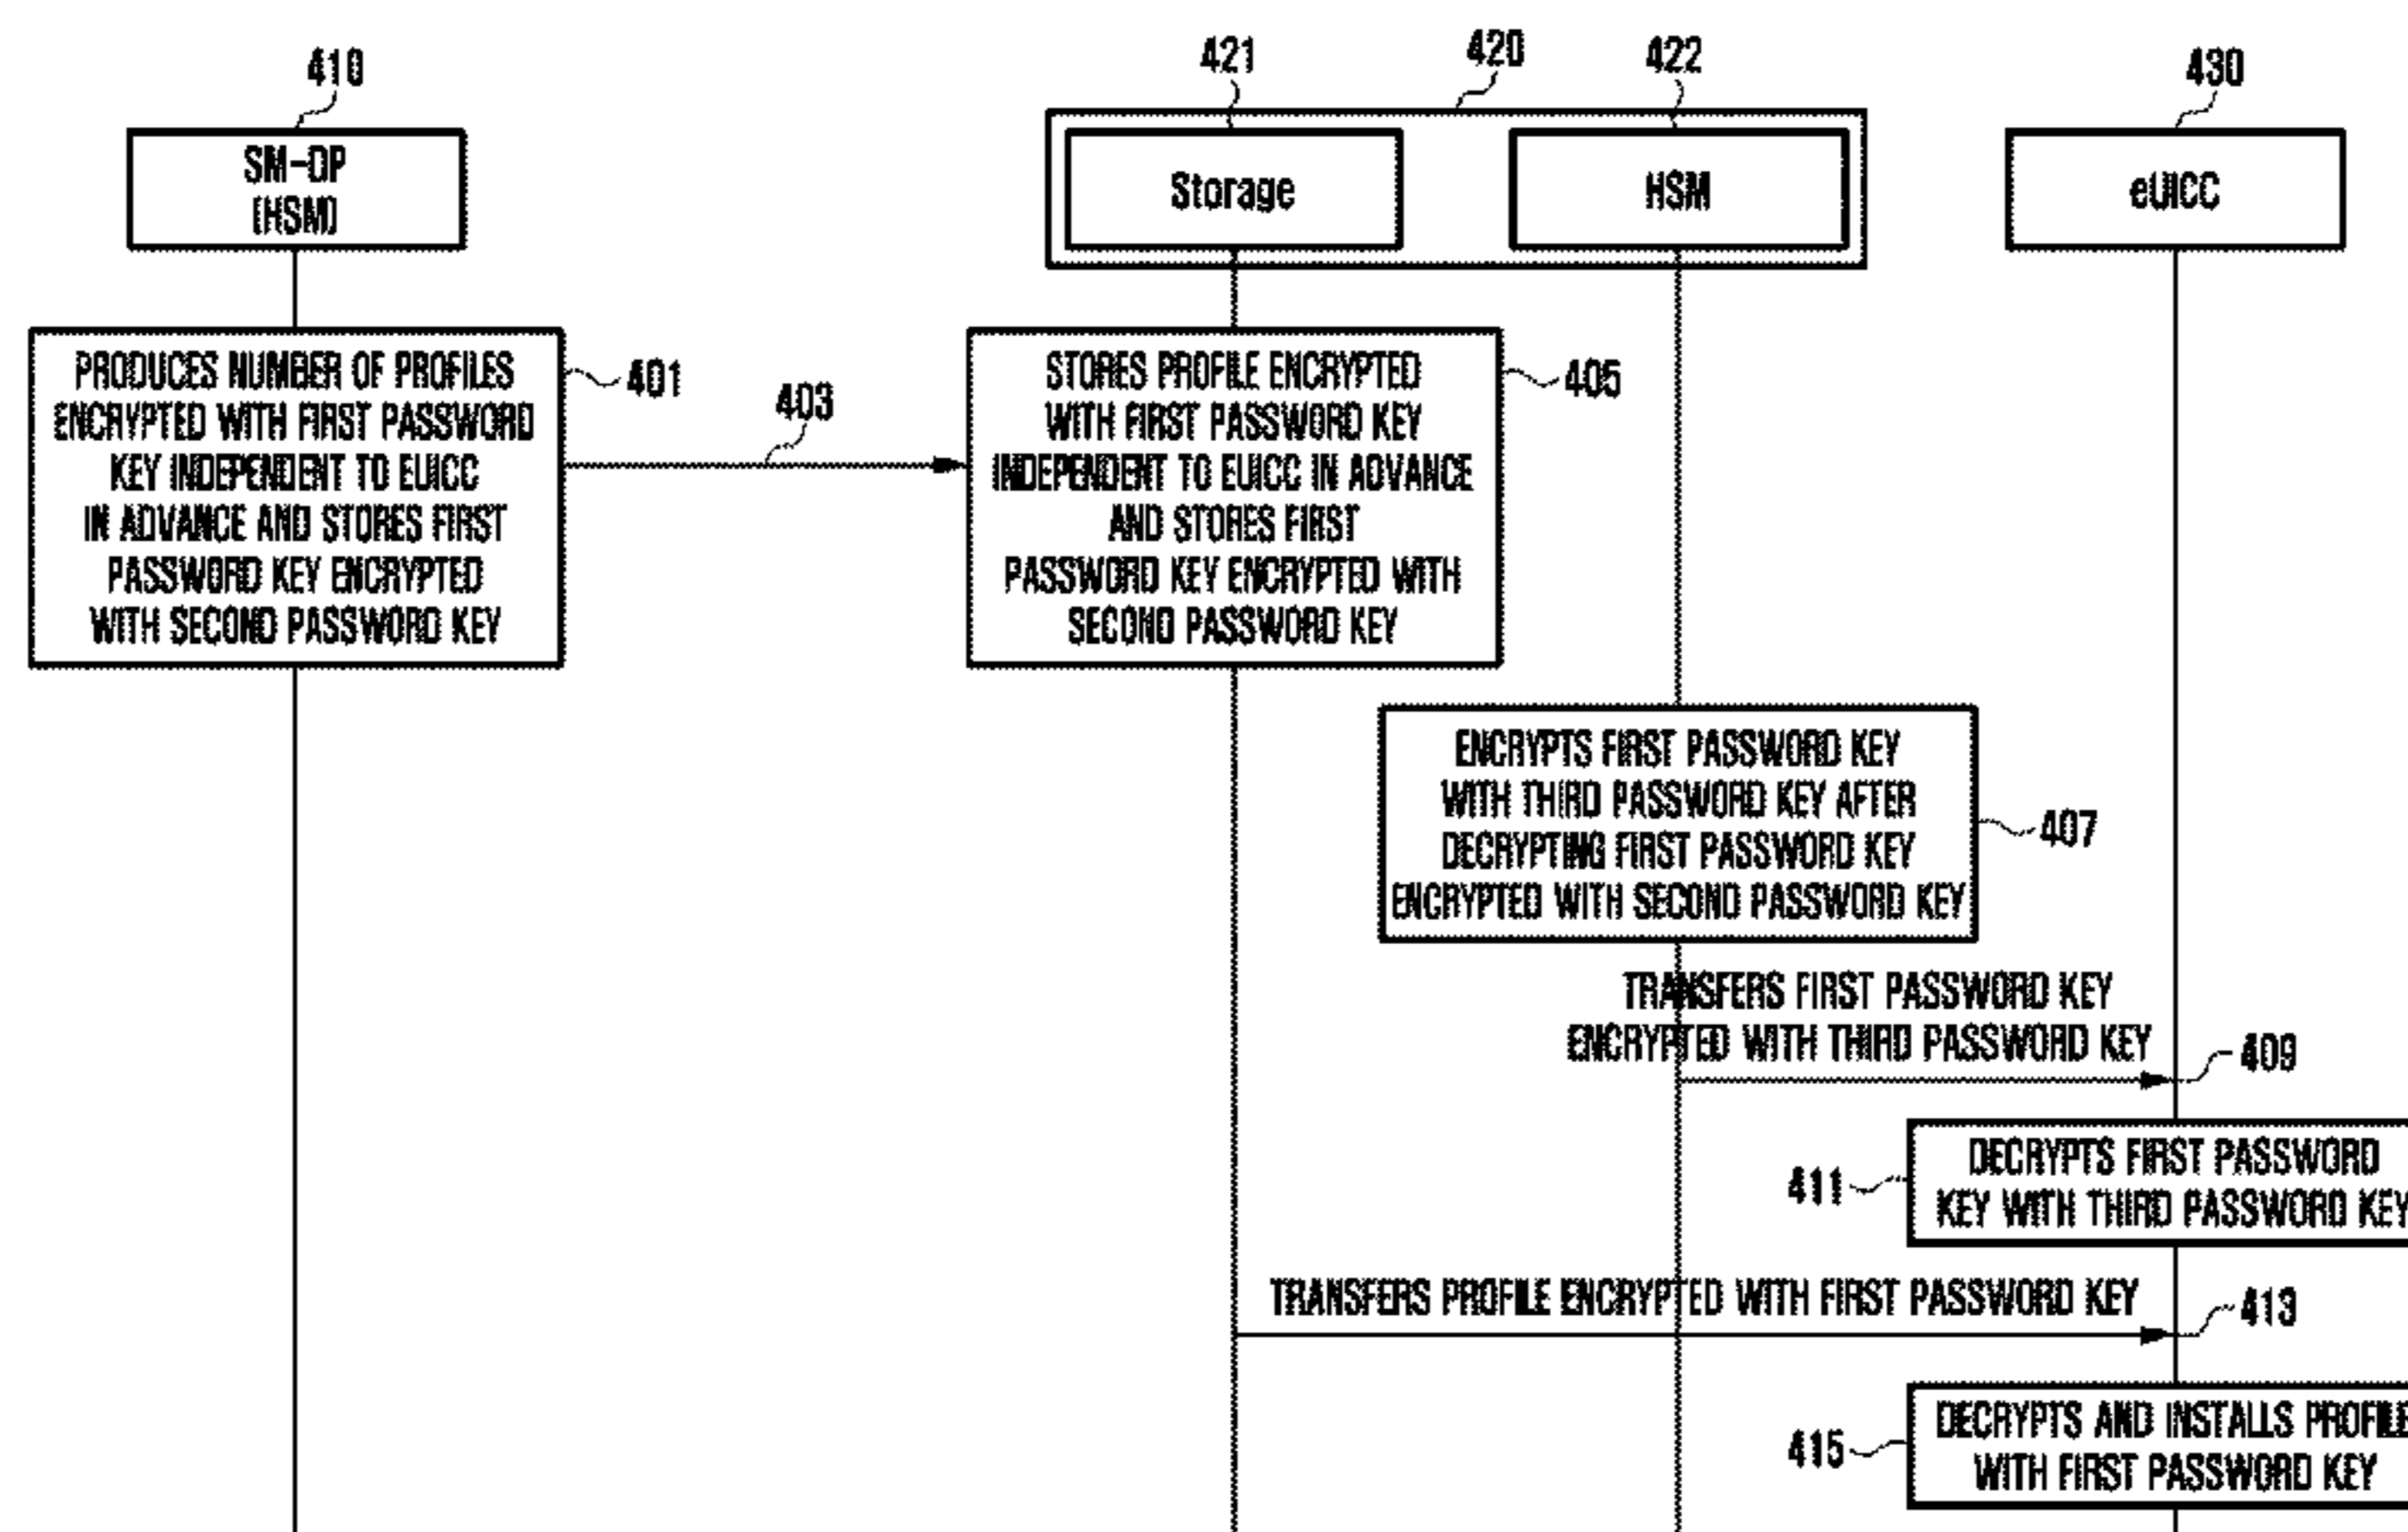 410
421
420
422
430
SM-DP
(HSM)
Storage
HSM
eUICC
PRODUCES NUMBER OF PROFILES
ENCRYPTED WITH FIRST PASSWORD
KEY INDEPENDENT TO EUICC
IN ADVANCE AND STORES FIRST
PASSWORD KEY ENCRYPTED
WITH SECOND PASSWORD KEY
401
403
STORES PROFILE ENCRYPTED
WITH FIRST PASSWORD KEY
INDEPENDENT TO EUICC IN ADVANCE
AND STORES FIRST
PASSWORD KEY ENCRYPTED WITH
SECOND PASSWORD KEY
405
ENCRYPTS FIRST PASSWORD KEY
WITH THIRD PASSWORD KEY AFTER
DECRYPTING FIRST PASSWORD KEY
ENCRYPTED WITH SECOND PASSWORD KEY
407
TRANSFERS FIRST PASSWORD KEY
ENCRYPTED WITH THIRD PASSWORD KEY
409
411
DECRYPTS FIRST PASSWORD
KEY WITH THIRD PASSWORD KEY
TRANSFERS PROFILE ENCRYPTED WITH FIRST PASSWORD KEY
413
415
DECRYPTS AND INSTALLS PROFILE
WITH FIRST PASSWORD KEY